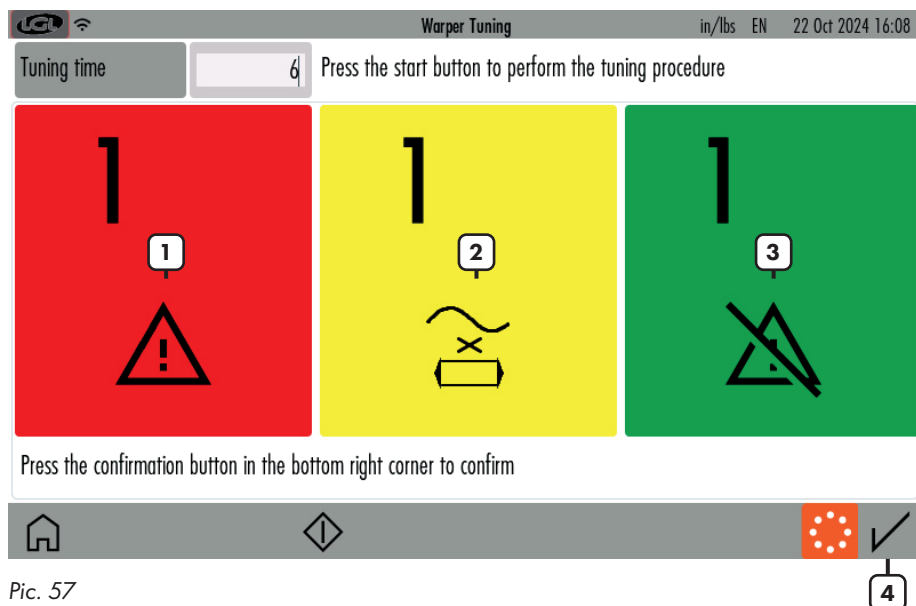 LGL Warper Tuning in/lbs EN 22 Oct 2024 16:08
Tuning time 6 Press the start button to perform the tuning procedure
1 1 1
1 2 3
Press the confirmation button in the bottom right corner to confirm
4
Pic. 57